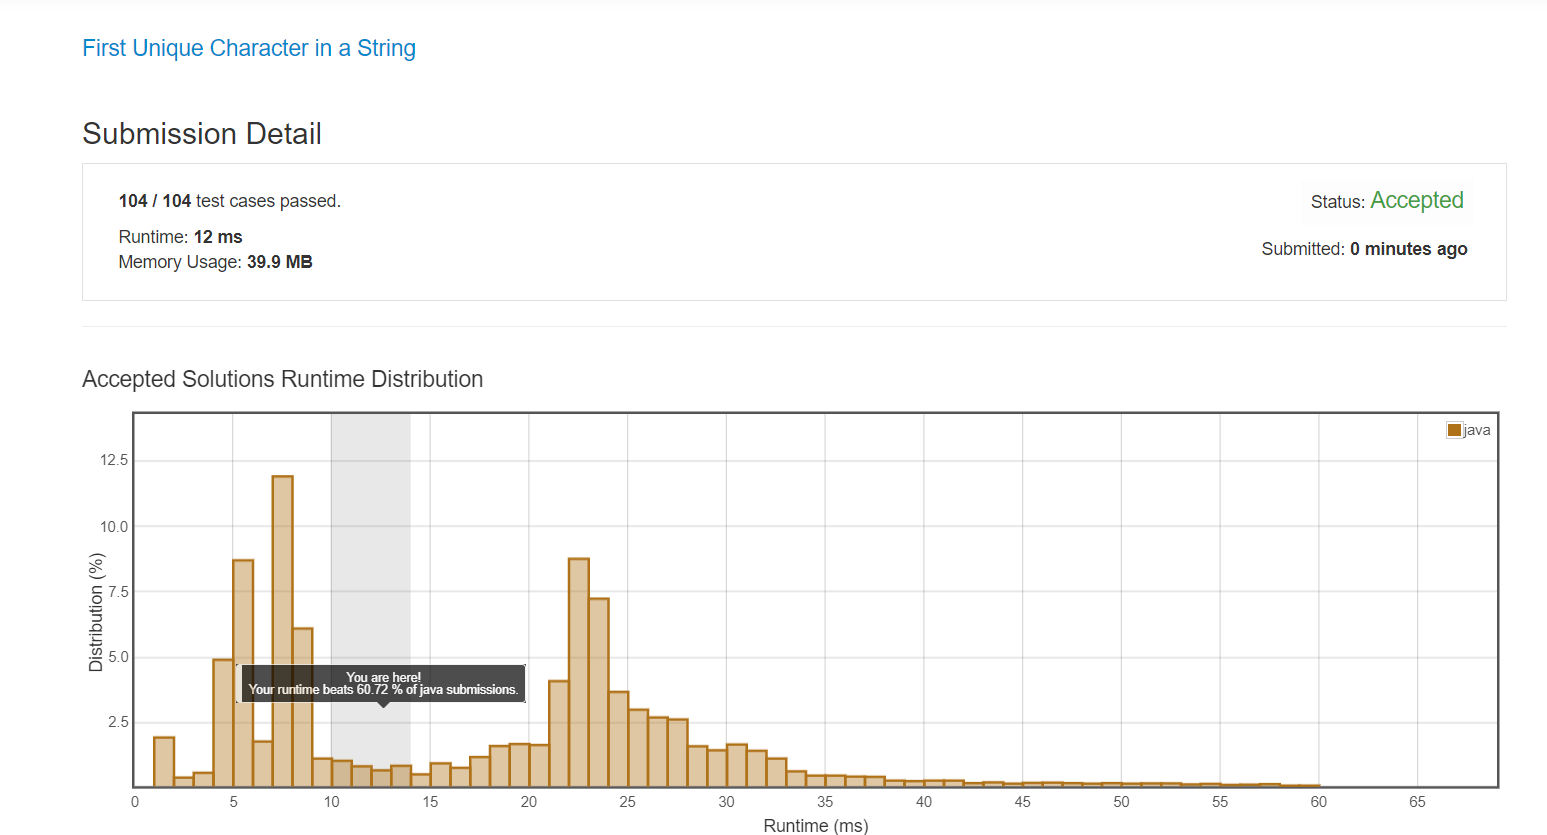 First Unique Character in a String
Submission Detail
104 / 104 test cases passed.
Status: Accepted
Runtime: 12 ms
Submitted: 0 minutes ago
Memory Usage: 39.9 MB
Accepted Solutions Runtime Distribution
java
12.5
10.0
7.5
5.0
2.5
Distribution (%)
You are here!
Your runtime beats 60.72 % of java submissions.
0 5 10 15 20 25 30 35 40 45 50 55 60 65
Runtime (ms)